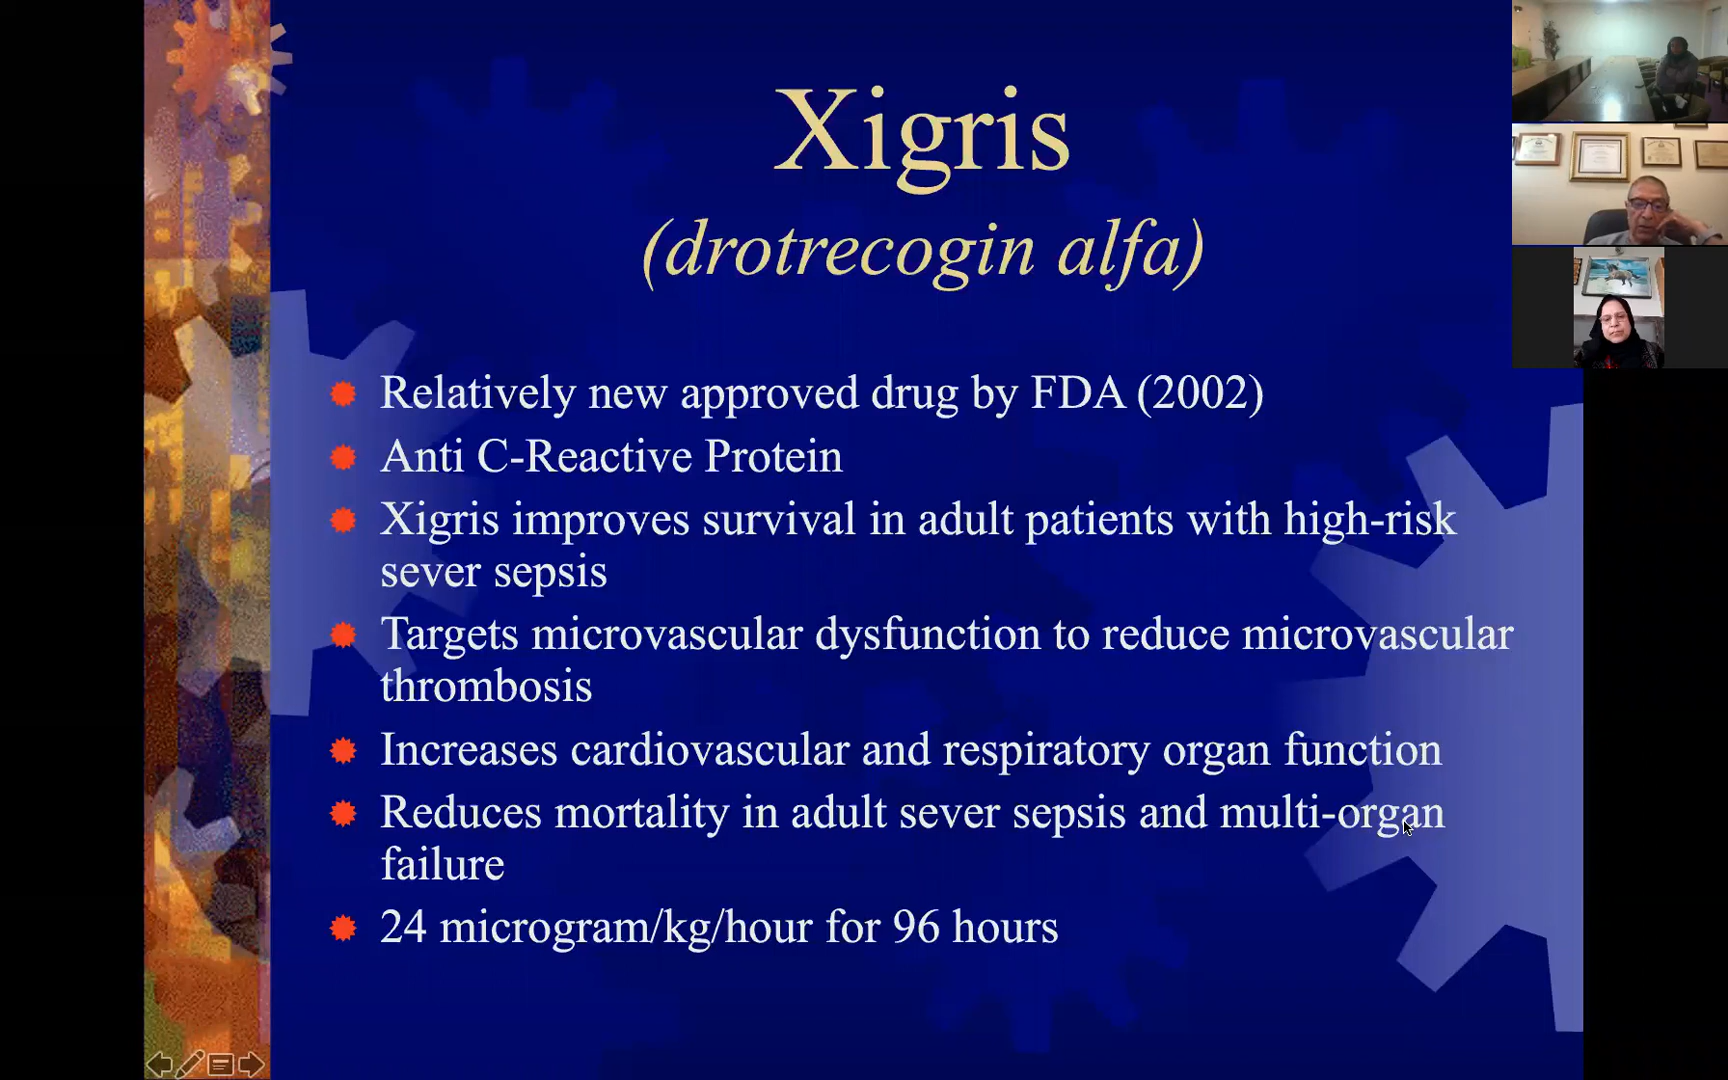 Xigris
(drotrecogin alfa)
Relatively new approved drug by FDA (2002)
Anti C-Reactive Protein
Xigris improves survival in adult patients with high-risk
sever sepsis
Targets microvascular dysfunction to reduce microvascular
thrombosis
Increases cardiovascular and respiratory organ function
Reduces mortality in adult sever sepsis and multi-organ
failure
24 microgram/kg/hour for 96 hours